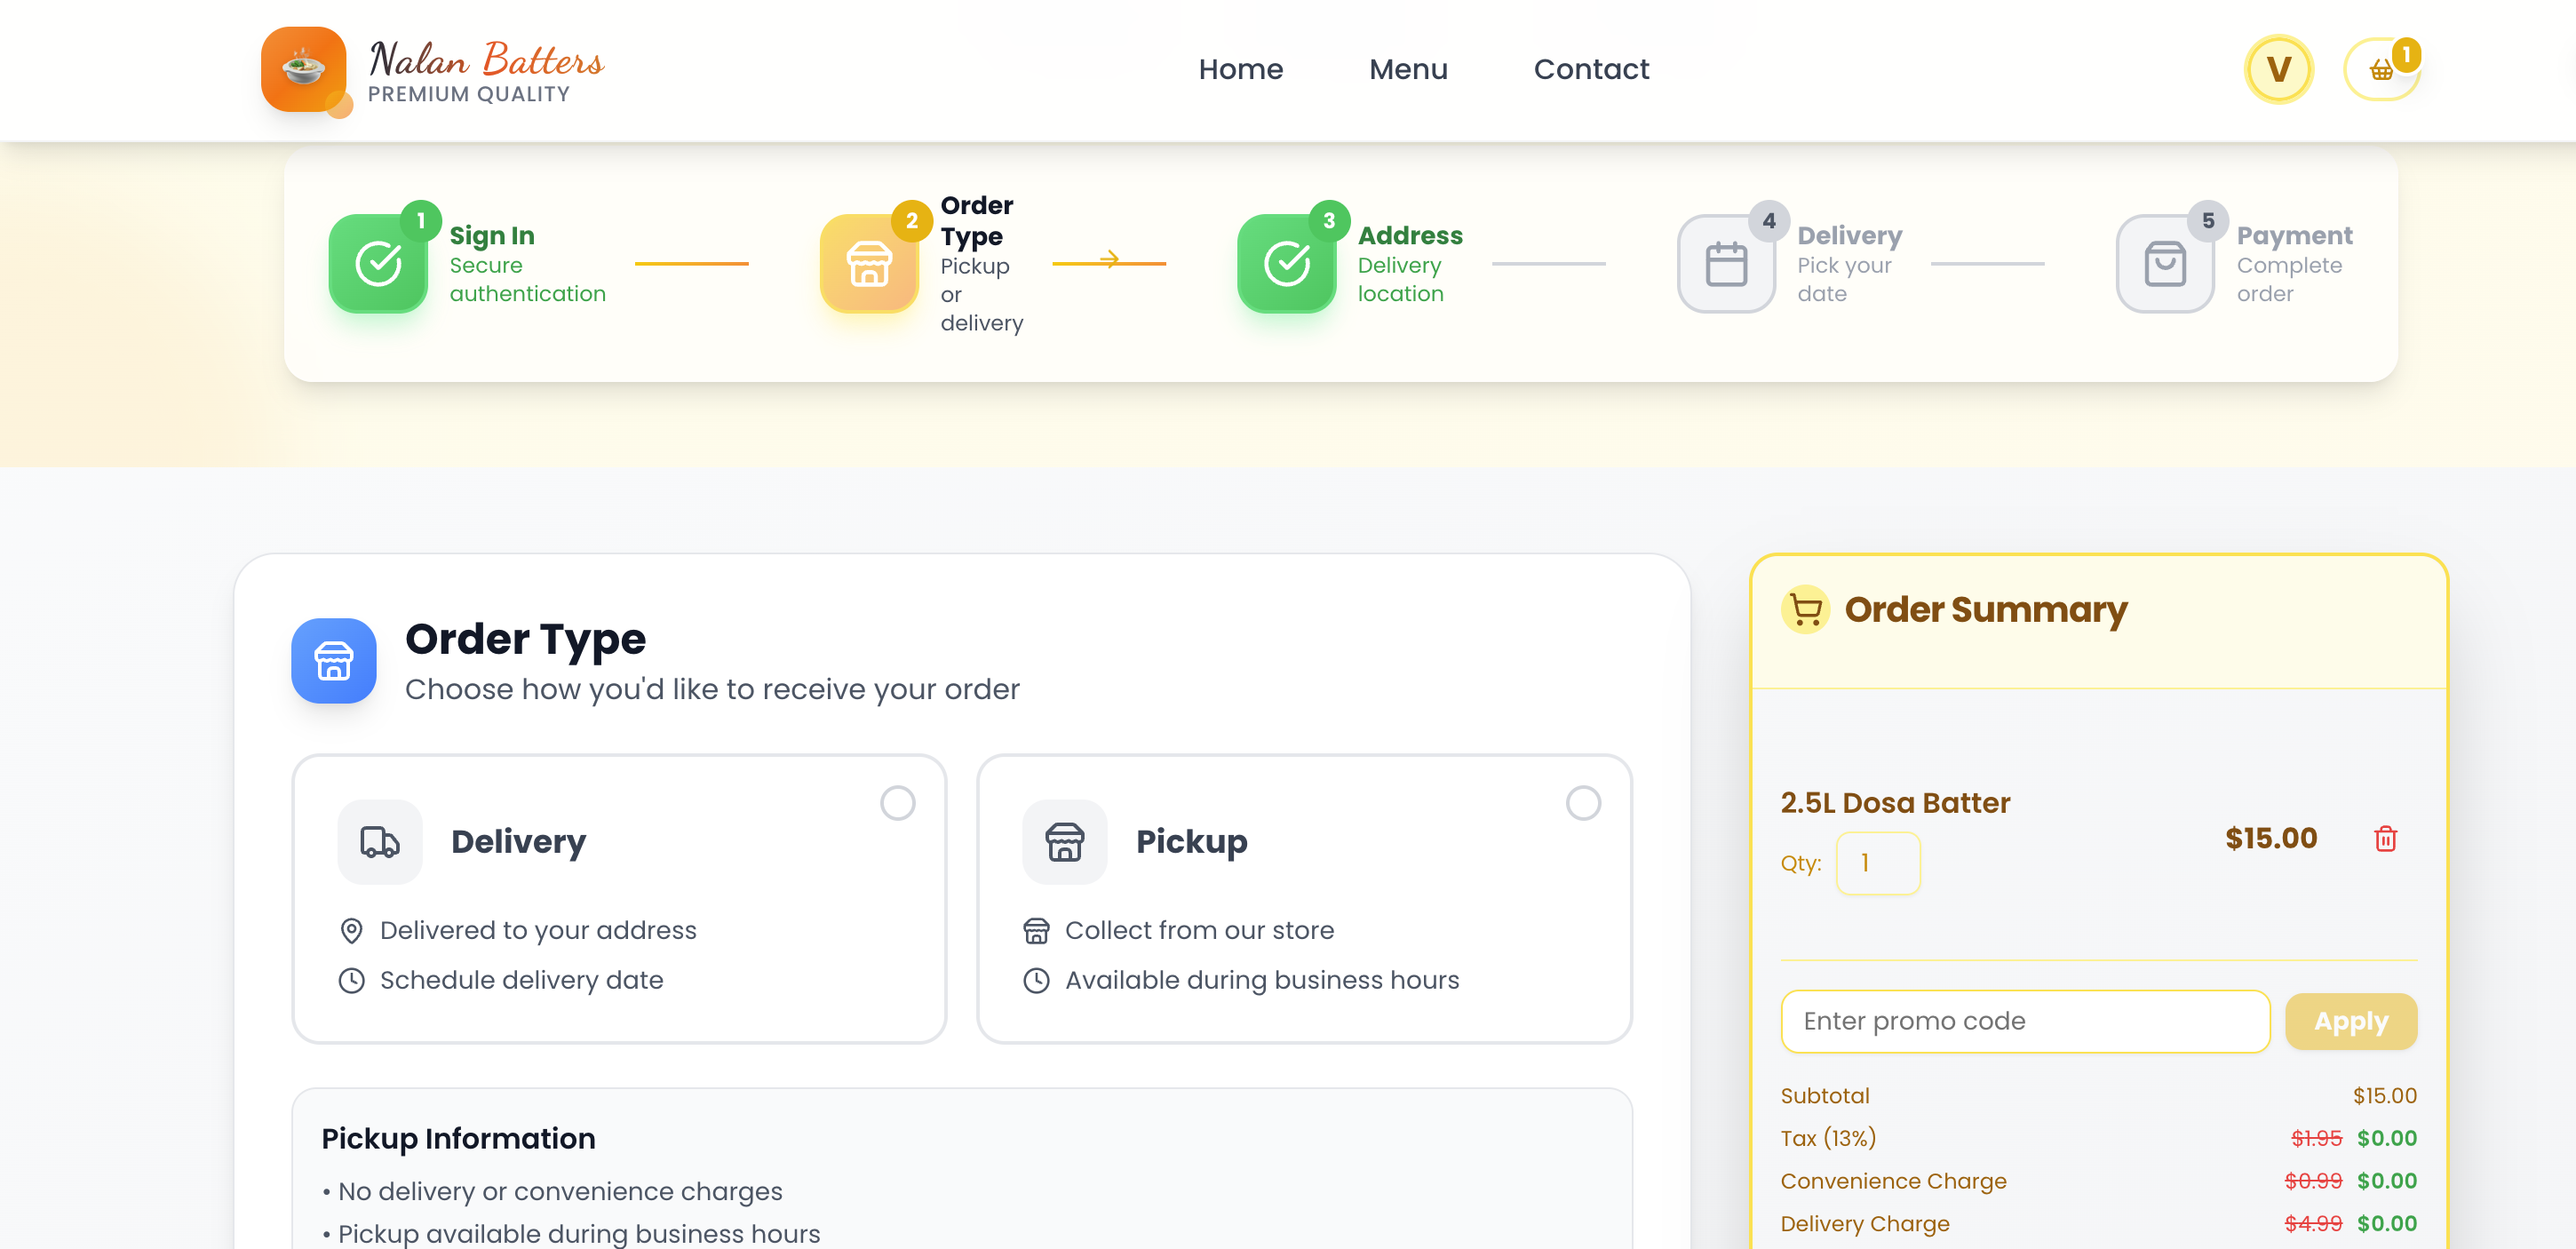 Nalan Batters
PREMIUM QUALITY
Home
Menu
Contact
V
1
1
Sign In
Secure
authentication
2
Order
Type
Pickup
or
delivery
3
Address
Delivery
location
4
Delivery
Pick your
date
5
Payment
Complete
order
Order Type
Choose how you'd like to receive your order
Delivery
Delivered to your address
Schedule delivery date
Pickup
Collect from our store
Available during business hours
Pickup Information
• No delivery or convenience charges
• Pickup available during business hours
Order Summary
2.5L Dosa Batter
Qty: 1
$15.00
Enter promo code
Apply
Subtotal $15.00
Tax (13%) $1.95 $0.00
Convenience Charge $0.99 $0.00
Delivery Charge $4.99 $0.00